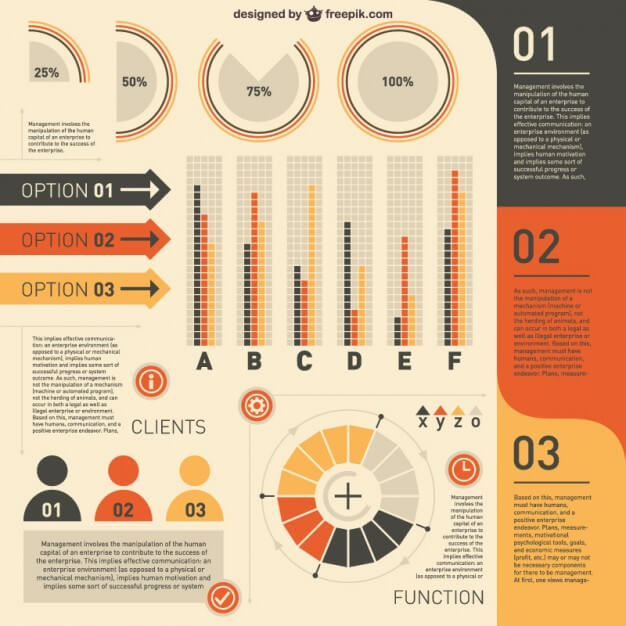 designed by freepik.com
25%
50%
75%
100%
Management involves the
manipulation of the human
capital of an enterprise to
contribute to the success of
the enterprise.
OPTION 01
OPTION 02
OPTION 03
A B C D E F
This implies effective communica-
tion: an enterprise environment (as
opposed to a physical or mechanical
mechanism), implies human
motivation and implies some sort of
successful progress or system
outcome. As such, management is
not the manipulation of a mechanism
(machine or automated program),
not the herding of animals, and can
occur in both a legal as well as
illegal enterprise or environment.
Based on this, management must
have humans, communication, and a
positive enterprise endeavor. Plans,
CLIENTS
01
02
03
Management involves the manipulation of the human
capital of an enterprise to contribute to the success of
the enterprise. This implies effective communication: an
enterprise environment (as opposed to a physical or
mechanical mechanism), implies human motivation and
implies some sort of successful progress or system
x y z o
Management
involves the
manipulation of
the human
capital of an
enterprise to
contribute to the
success of the
enterprise. This
implies effective
communication: an
enterprise environment (as
opposed to a physical or
FUNCTION
01
Management involves the
manipulation of the human
capital of an enterprise to
contribute to the success of
the enterprise. This implies
effective communication: an
enterprise environment (as
opposed to a physical or
mechanical mechanism),
implies human motivation
and implies some sort of
successful progress or
system outcome. As such,
02
As such, management is not
the manipulation of a
mechanism (machine or
automated program), not
the herding of animals, and
can occur in both a legal as
well as illegal enterprise or
environment. Based on this,
management must have
humans, communication,
and a positive enterprise
endeavor. Plans, measure-
03
Based on this, management
must have humans,
communication, and a
positive enterprise
endeavor. Plans, measure-
ments, motivational
psychological tools, goals,
and economic measures
(profit, etc.) may or may not
be necessary components
for there to be management.
At first, one views manage-